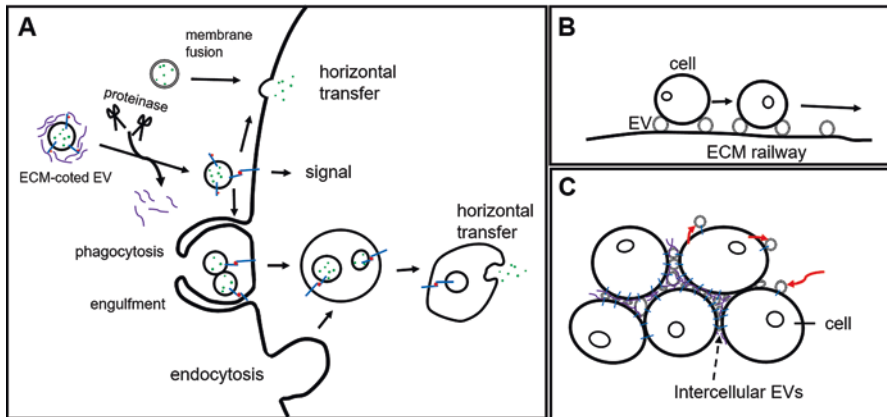 A
membrane
fusion
horizontal
transfer
proteinase
ECM-coted EV
signal
phagocytosis
engulfment
horizontal
transfer
endocytosis
B
cell
EV
ECM railway
C
cell
Intercellular EVs